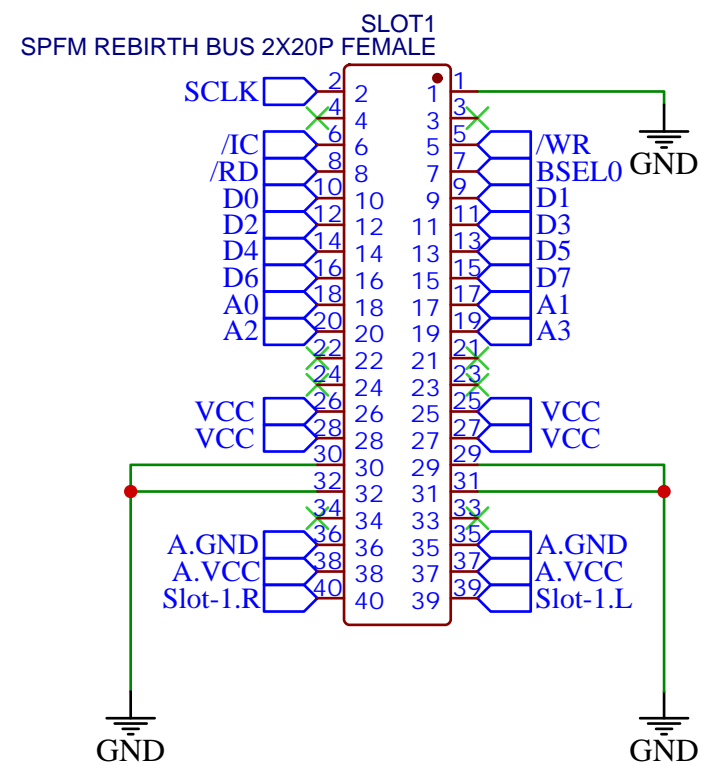 SLOT1
SPFM REBIRTH BUS 2X20P FEMALE
SCLK 2 2 1 1
4 4 3 3
/IC 6 6 5 5 /WR
/RD 8 8 7 7 BSEL0 GND
D0 10 10 9 9 D1
D2 12 12 11 11 D3
D4 14 14 13 13 D5
D6 16 16 15 15 D7
A0 18 18 17 17 A1
A2 20 20 19 19 A3
22 22 21 21
24 24 23 23
VCC 26 26 25 25 VCC
VCC 28 28 27 27 VCC
30 30 29 29
32 32 31 31
34 34 33 33
A.GND 36 36 35 35 A.GND
A.VCC 38 38 37 37 A.VCC
Slot-1.R 40 40 39 39 Slot-1.L
GND GND